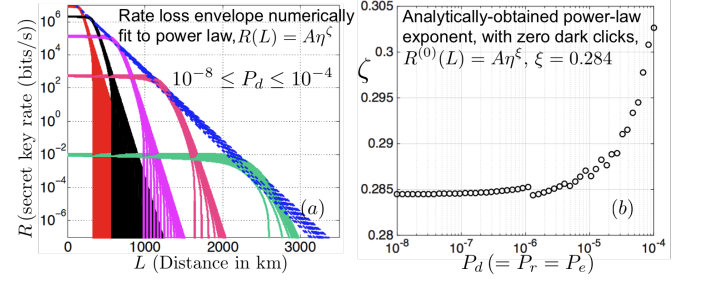 Rate loss envelope numerically
fit to power law, R(L) = Aη^ζ
10^{-8} ≤ P_d ≤ 10^{-4}
R (secret key rate (bits/s))
10^6
10^4
10^2
10^0
10^{-2}
10^{-4}
10^{-6}
(a)
0
1000
2000
3000
L (Distance in km)
Analytically-obtained power-law
exponent, with zero dark clicks,
R^{(0)}(L) = Aη^ξ, ξ = 0.284
ζ
0.305
0.3
0.295
0.29
0.285
0.28
(b)
10^{-8}
10^{-7}
10^{-6}
10^{-5}
10^{-4}
P_d (= P_r = P_e)